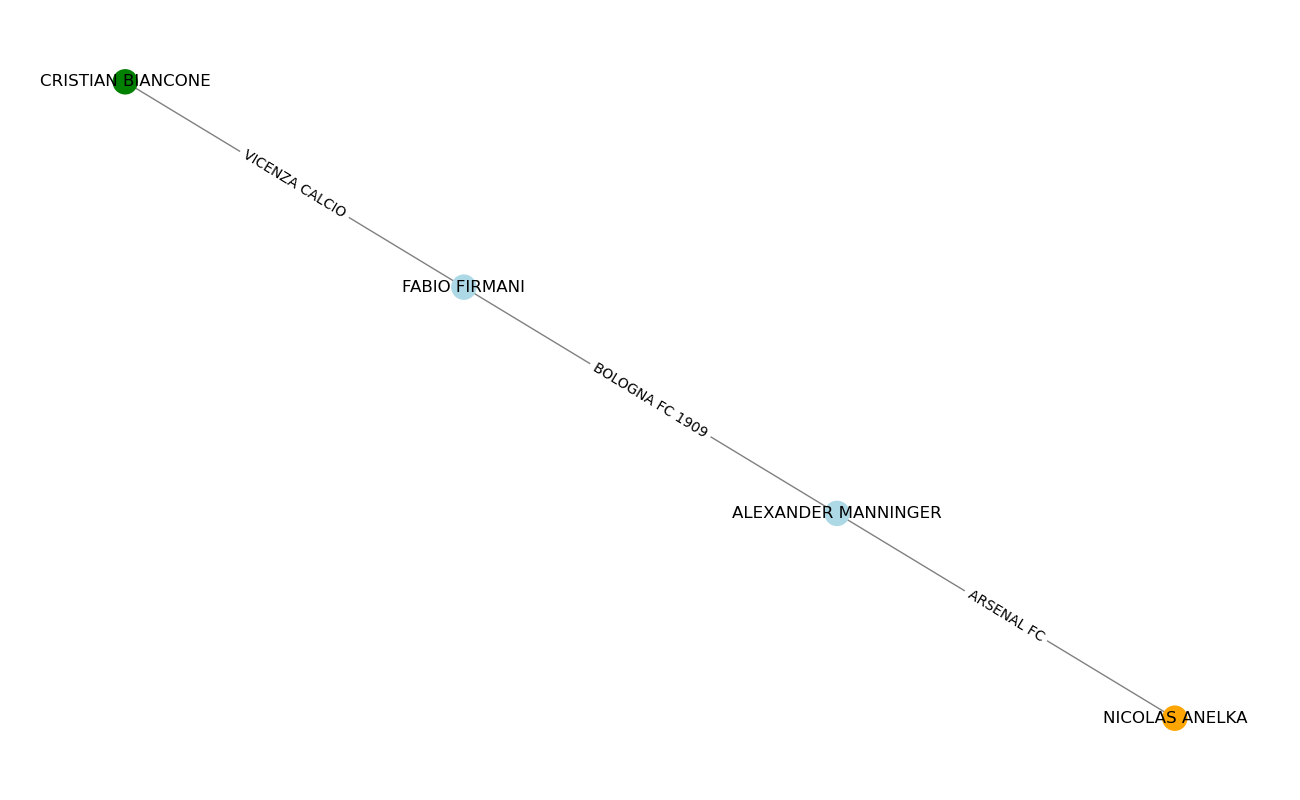 CRISTIAN BIANCONE
VICENZA CALCIO
FABIO FIRMANI
BOLOGNA FC 1909
ALEXANDER MANNINGER
ARSENAL FC
NICOLAS ANELKA